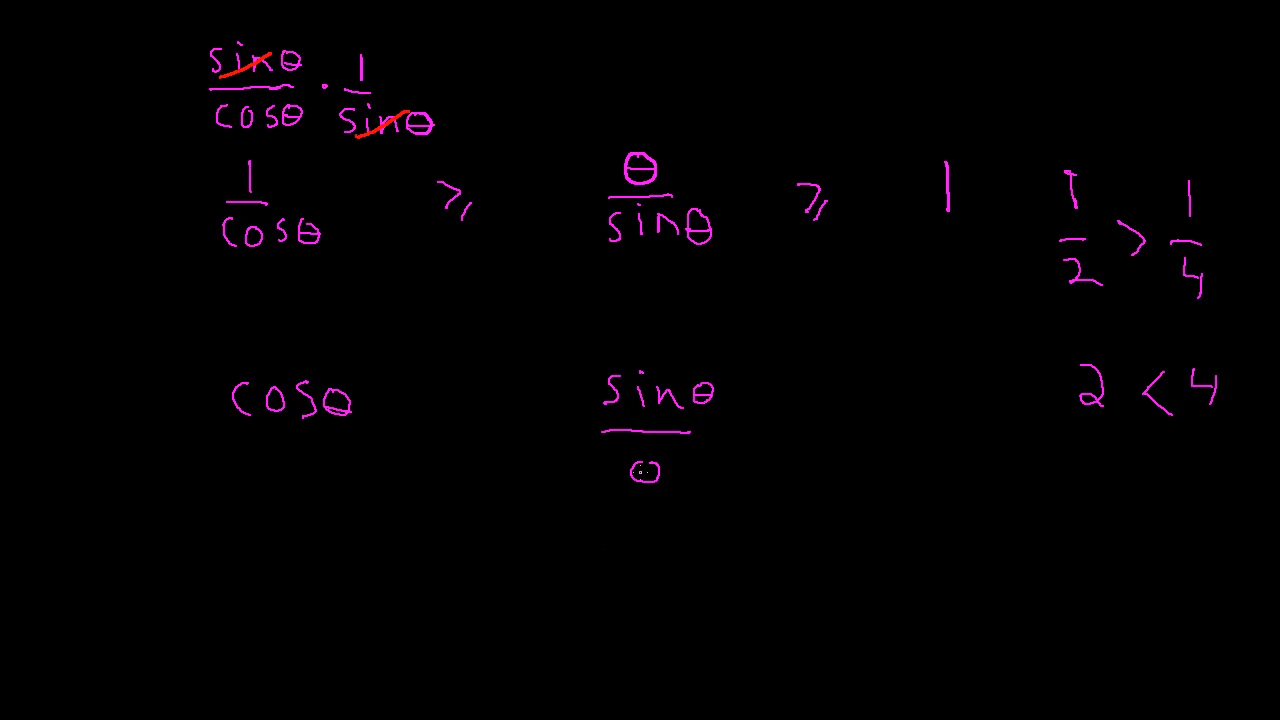 sinθ/cosθ · 1/sinθ
1/cosθ ⩾ θ/sinθ ⩾ 1
1/2 > 1/4
cosθ sinθ/θ
2 < 4